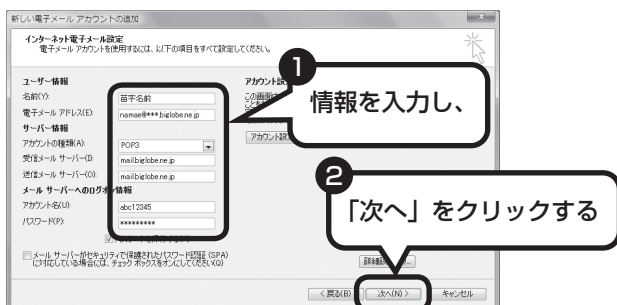 新しい電子メール アカウントの追加
インターネット電子メール設定
電子メール アカウントを使用するには、以下の項目をすべて設定してください。
ユーザー情報
名前(Y):
苗字名前
電子メール アドレス(E):
namae@***.biglobe.ne.jp
サーバー情報
アカウントの種類(A):
POP3
受信メール サーバー(I):
mail.biglobe.ne.jp
送信メール サーバー(O):
mail.biglobe.ne.jp
メール サーバーへのログオン情報
アカウント名(U):
abc12345
パスワード(P):
*********
メール サーバーがセキュリティで保護されたパスワード認証 (SPA)
に対応している場合には、チェック ボックスをオンにしてください(Q)
アカウント設
この画面
アカウント設
1
情報を入力し、
2
「次へ」をクリックする
< 戻る(B)
次へ(N) >
キャンセル